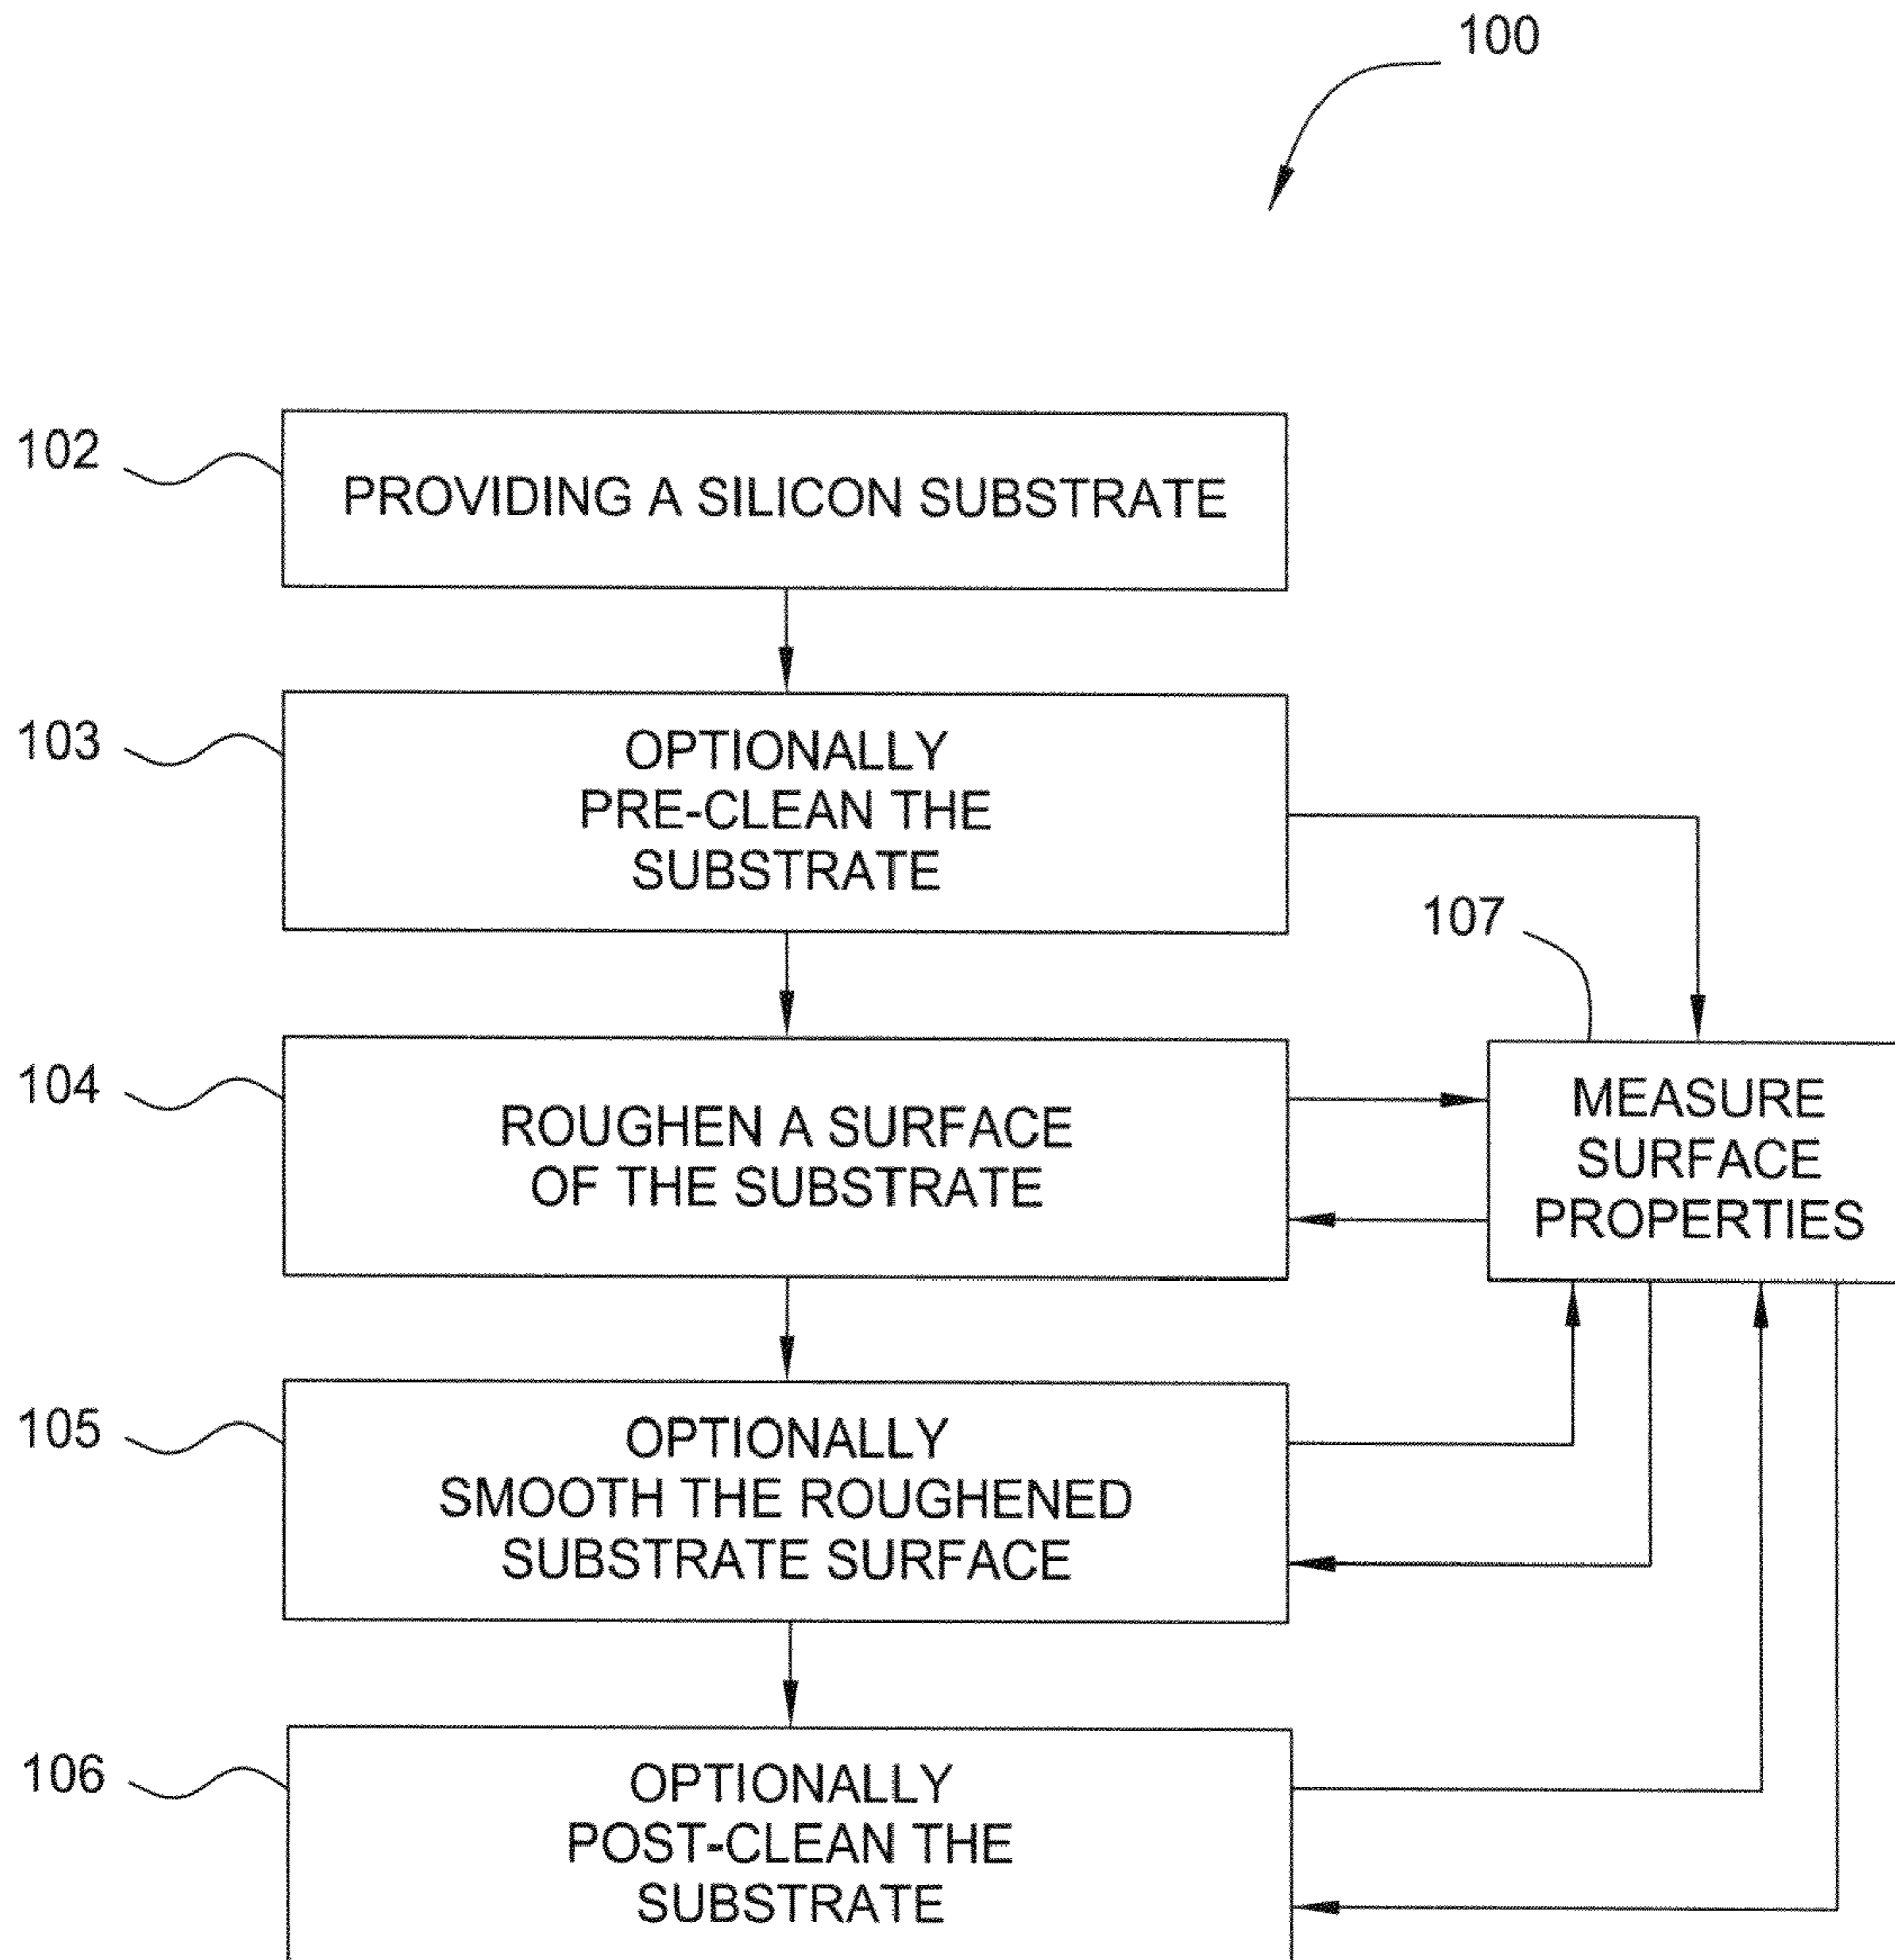 100
102
PROVIDING A SILICON SUBSTRATE
103
OPTIONALLY
PRE-CLEAN THE
SUBSTRATE
107
104
ROUGHEN A SURFACE
OF THE SUBSTRATE
MEASURE
SURFACE
PROPERTIES
105
OPTIONALLY
SMOOTH THE ROUGHENED
SUBSTRATE SURFACE
106
OPTIONALLY
POST-CLEAN THE
SUBSTRATE